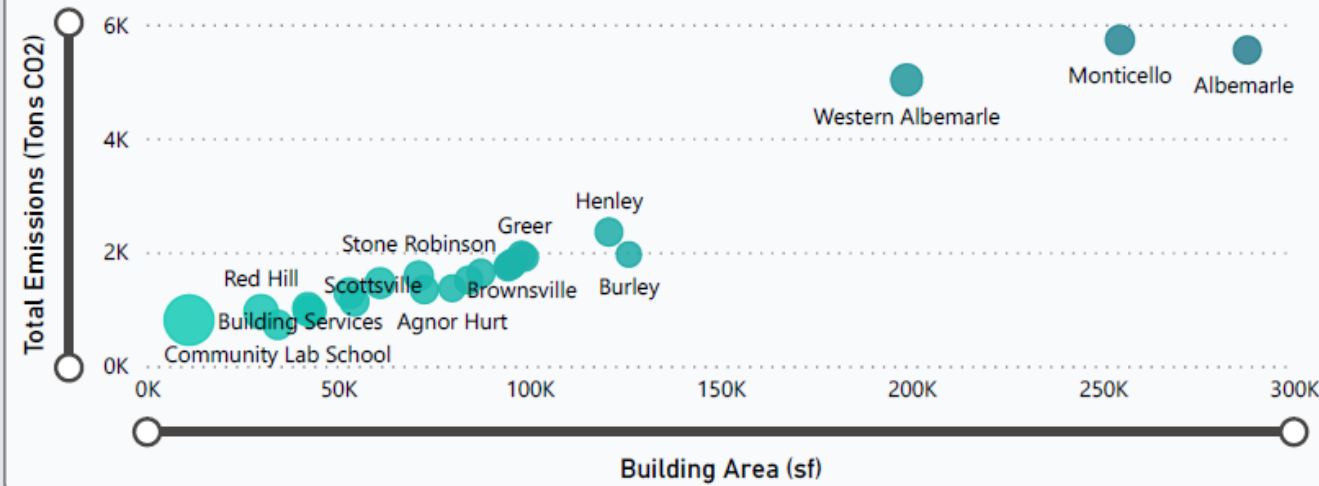 Total Emissions (Tons CO2)
6K
4K
2K
0K
Monticello
Albemarle
Western Albemarle
Henley
Greer
Stone Robinson
Red Hill
Scottsville
Brownsville
Burley
Building Services
Agnor Hurt
Community Lab School
0K 50K 100K 150K 200K 250K 300K
Building Area (sf)